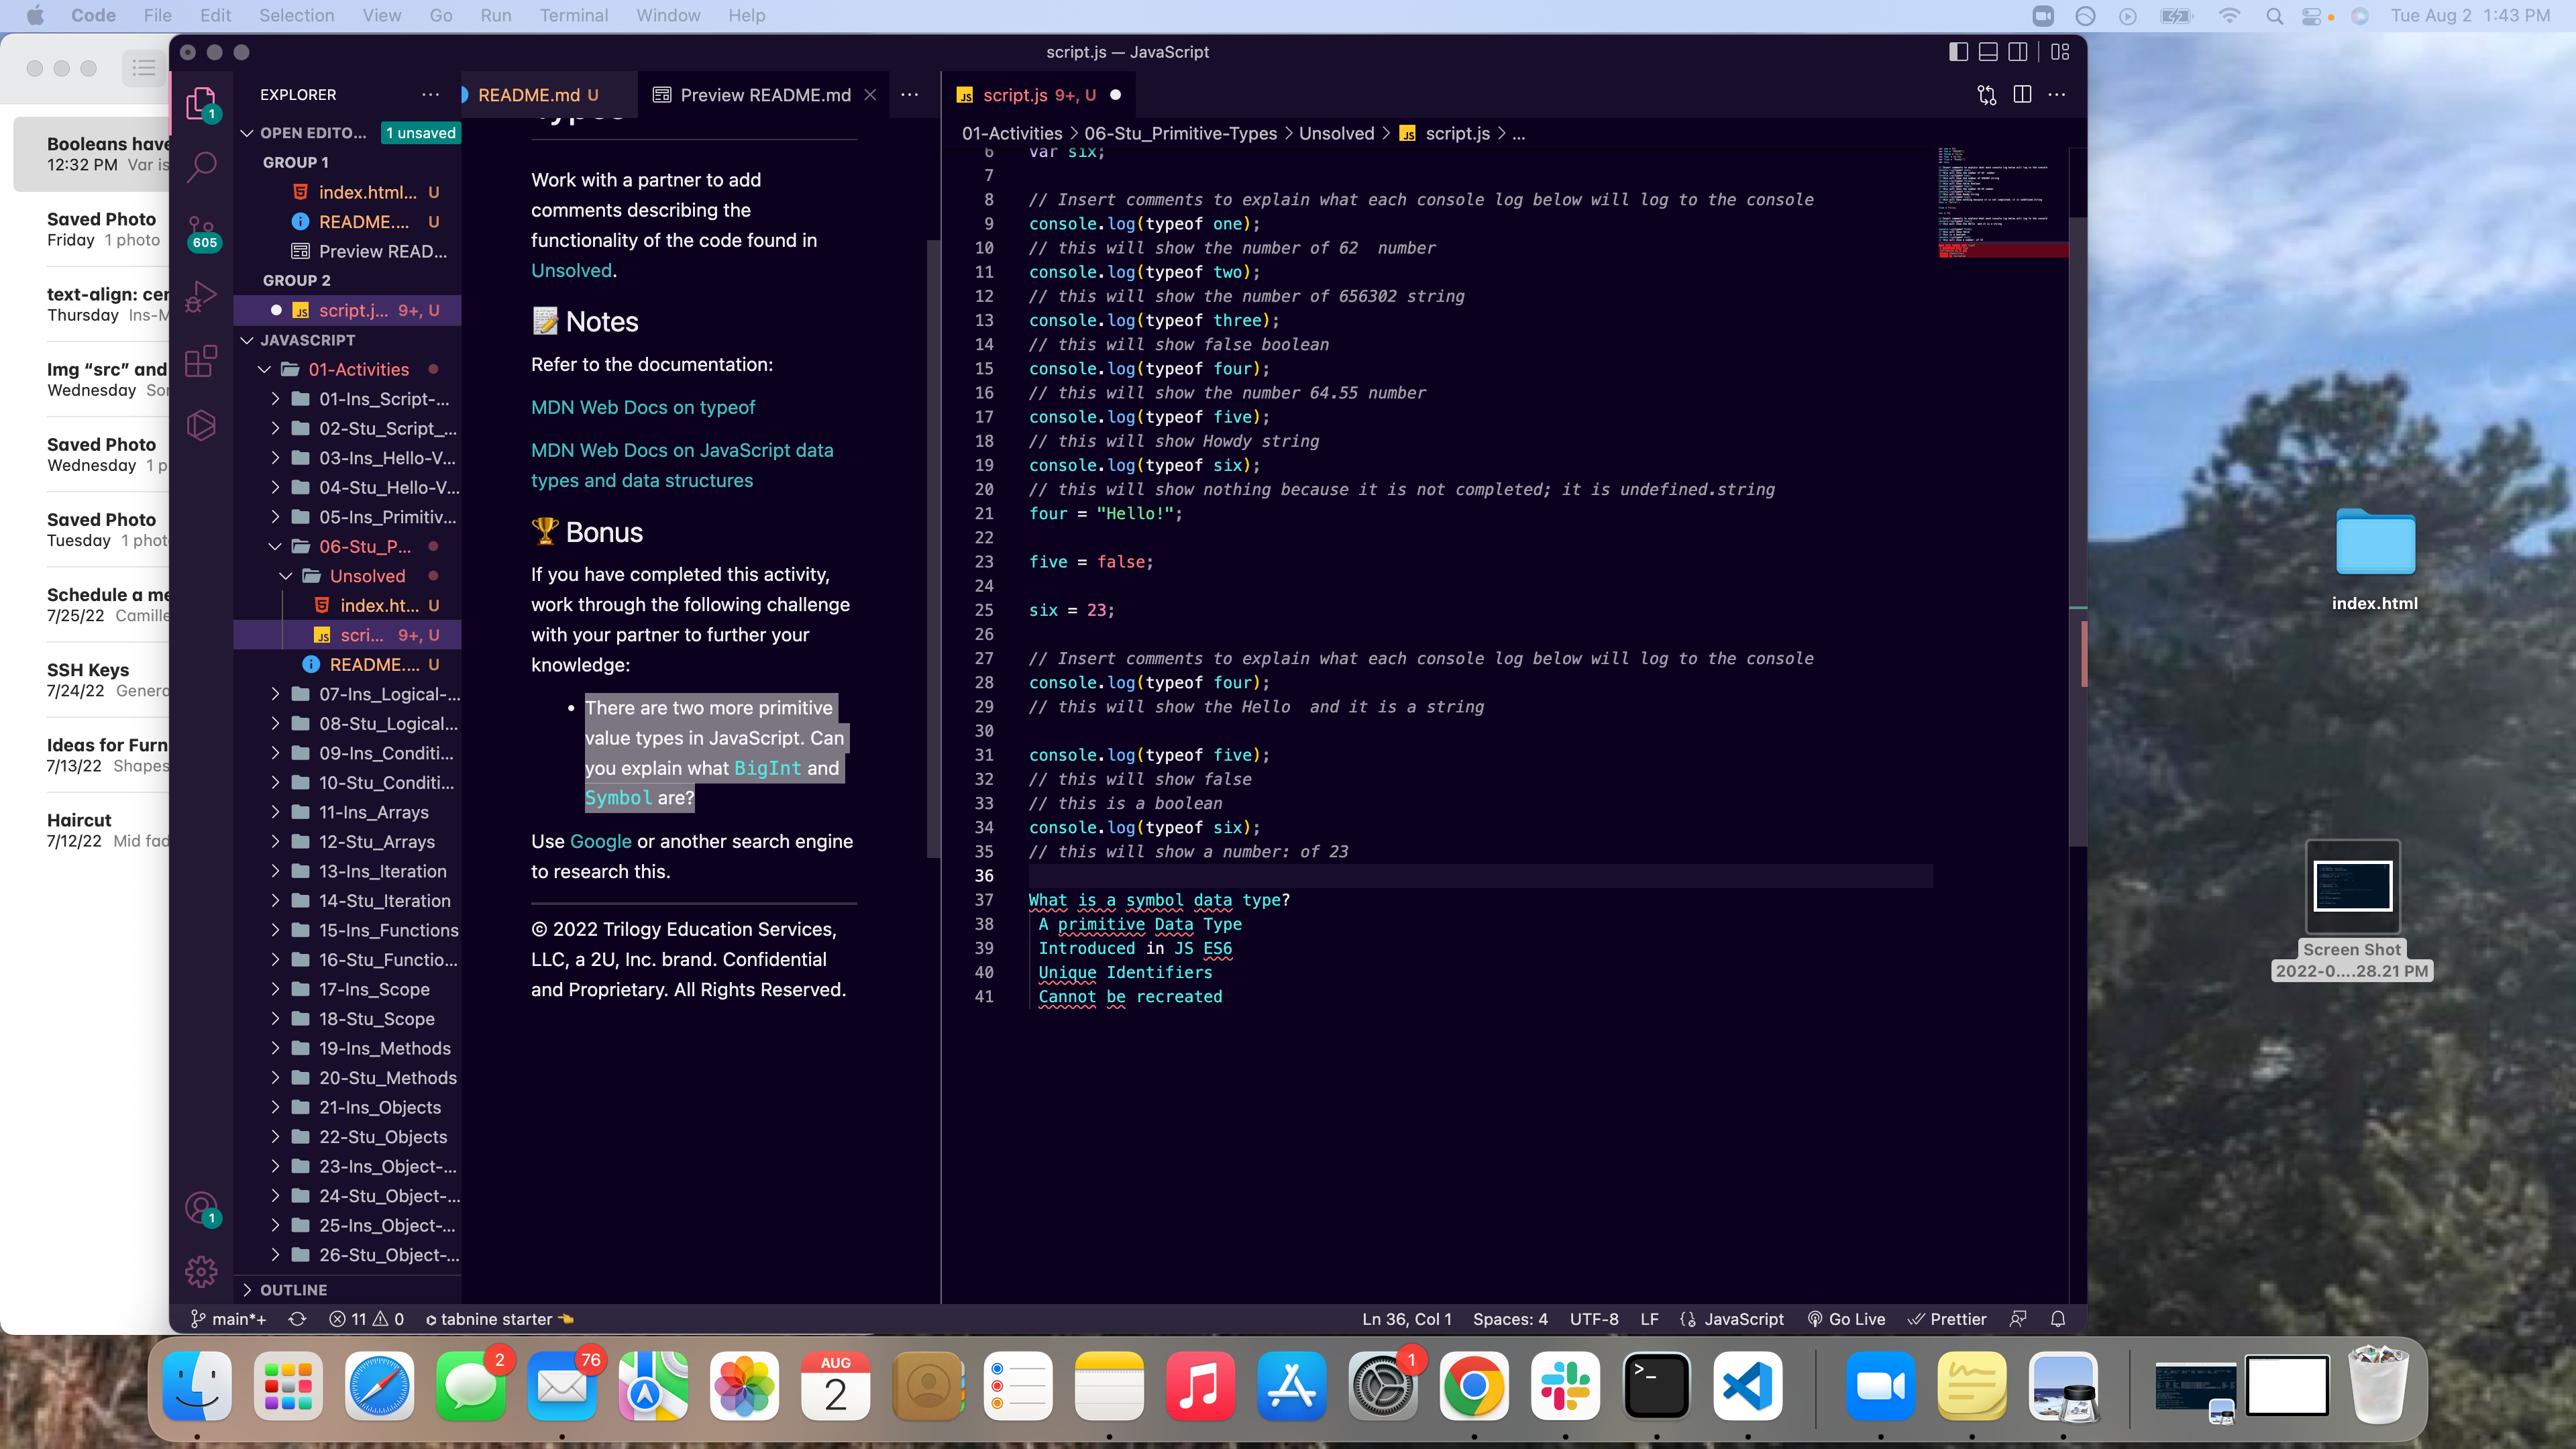 Code File Edit Selection View Go Run Terminal Window Help
Tue Aug 2 1:43 PM
Booleans have
12:32 PM Var is
Saved Photo
Friday 1 photo
text-align: cer
Thursday Ins-M
Img “src” and
Wednesday Sor
Saved Photo
Wednesday 1 p
Saved Photo
Tuesday 1 phot
Schedule a me
7/25/22 Camille
SSH Keys
7/24/22 Genera
Ideas for Furn
7/13/22 Shapes
Haircut
7/12/22 Mid fad
script.js — JavaScript
1
605
1
EXPLORER
OPEN EDITO... 1 unsaved
GROUP 1
index.html... U
README.... U
Preview READ...
GROUP 2
JS script.j... 9+, U
JAVASCRIPT
01-Activities
01-Ins_Script-...
02-Stu_Script_...
03-Ins_Hello-V...
04-Stu_Hello-V...
05-Ins_Primitiv...
06-Stu_P...
Unsolved
index.ht... U
JS scri... 9+, U
README.... U
07-Ins_Logical-...
08-Stu_Logical...
09-Ins_Conditi...
10-Stu_Conditi...
11-Ins_Arrays
12-Stu_Arrays
13-Ins_Iteration
14-Stu_Iteration
15-Ins_Functions
16-Stu_Functio...
17-Ins_Scope
18-Stu_Scope
19-Ins_Methods
20-Stu_Methods
21-Ins_Objects
22-Stu_Objects
23-Ins_Object-...
24-Stu_Object-...
25-Ins_Object-...
26-Stu_Object-...
OUTLINE
README.md U
Preview README.md
Types
Work with a partner to add
comments describing the
functionality of the code found in
Unsolved.
📝 Notes
Refer to the documentation:
MDN Web Docs on typeof
MDN Web Docs on JavaScript data
types and data structures
🏆 Bonus
If you have completed this activity,
work through the following challenge
with your partner to further your
knowledge:
• There are two more primitive
value types in JavaScript. Can
you explain what BigInt and
Symbol are?
Use Google or another search engine
to research this.
© 2022 Trilogy Education Services,
LLC, a 2U, Inc. brand. Confidential
and Proprietary. All Rights Reserved.
JS script.js 9+, U
01-Activities > 06-Stu_Primitive-Types > Unsolved > JS script.js > ...
6 var six;
7
8 // Insert comments to explain what each console log below will log to the console
9 console.log(typeof one);
10 // this will show the number of 62  number
11 console.log(typeof two);
12 // this will show the number of 656302 string
13 console.log(typeof three);
14 // this will show false boolean
15 console.log(typeof four);
16 // this will show the number 64.55 number
17 console.log(typeof five);
18 // this will show Howdy string
19 console.log(typeof six);
20 // this will show nothing because it is not completed; it is undefined.string
21 four = "Hello!";
22
23 five = false;
24
25 six = 23;
26
27 // Insert comments to explain what each console log below will log to the console
28 console.log(typeof four);
29 // this will show the Hello  and it is a string
30
31 console.log(typeof five);
32 // this will show false
33 // this is a boolean
34 console.log(typeof six);
35 // this will show a number: of 23
36
37 What is a symbol data type?
38 A primitive Data Type
39 Introduced in JS ES6
40 Unique Identifiers
41 Cannot be recreated
main*+ 11 0 tabnine starter
Ln 36, Col 1 Spaces: 4 UTF-8 LF JavaScript Go Live Prettier
index.html
Screen Shot
2022-0....28.21 PM
2
76
AUG
2
1